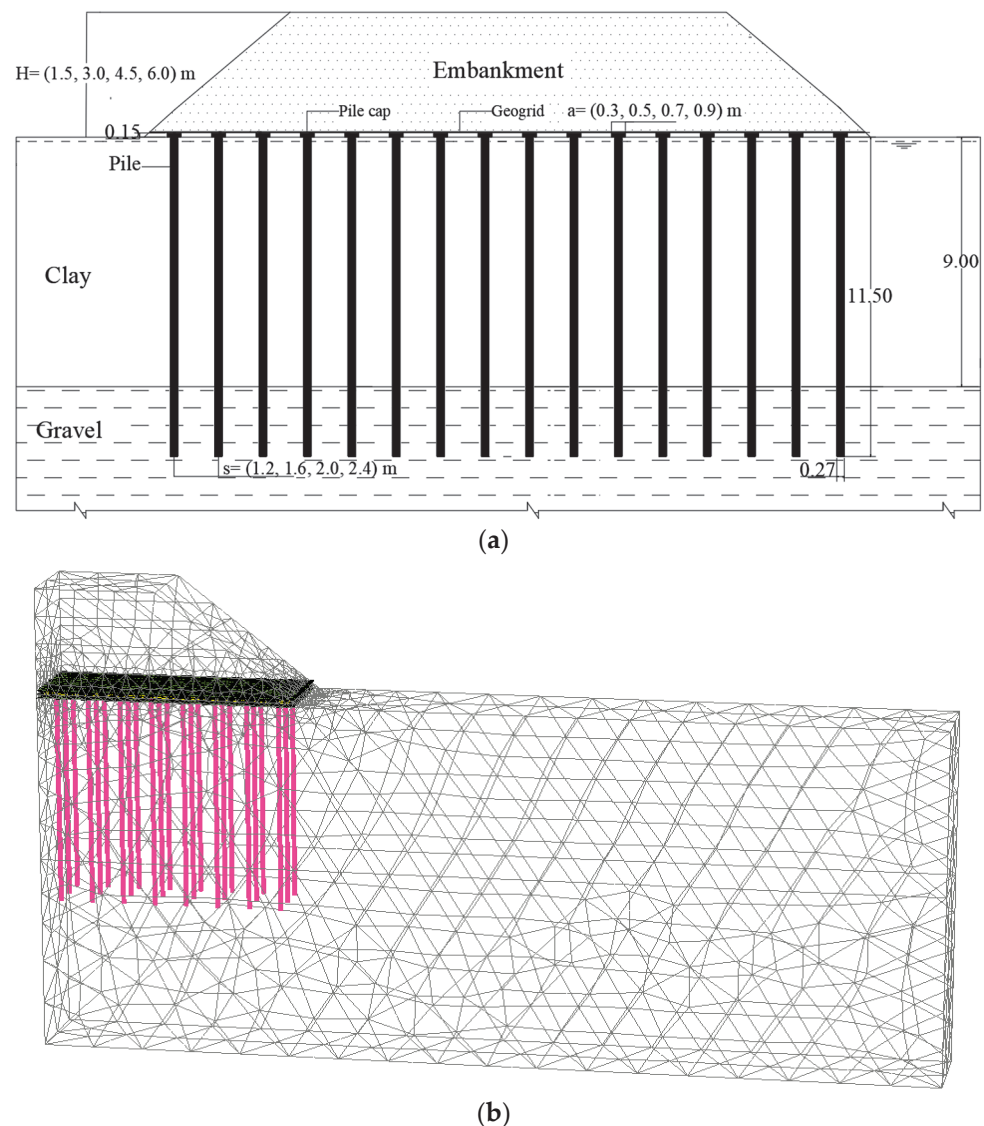 Embankment
H= (1.5, 3.0, 4.5, 6.0) m
Pile cap
Geogrid
a= (0.3, 0.5, 0.7, 0.9) m
0.15
Pile
Clay
9.00
11.50
Gravel
s= (1.2, 1.6, 2.0, 2.4) m
0.27
(a)
(b)